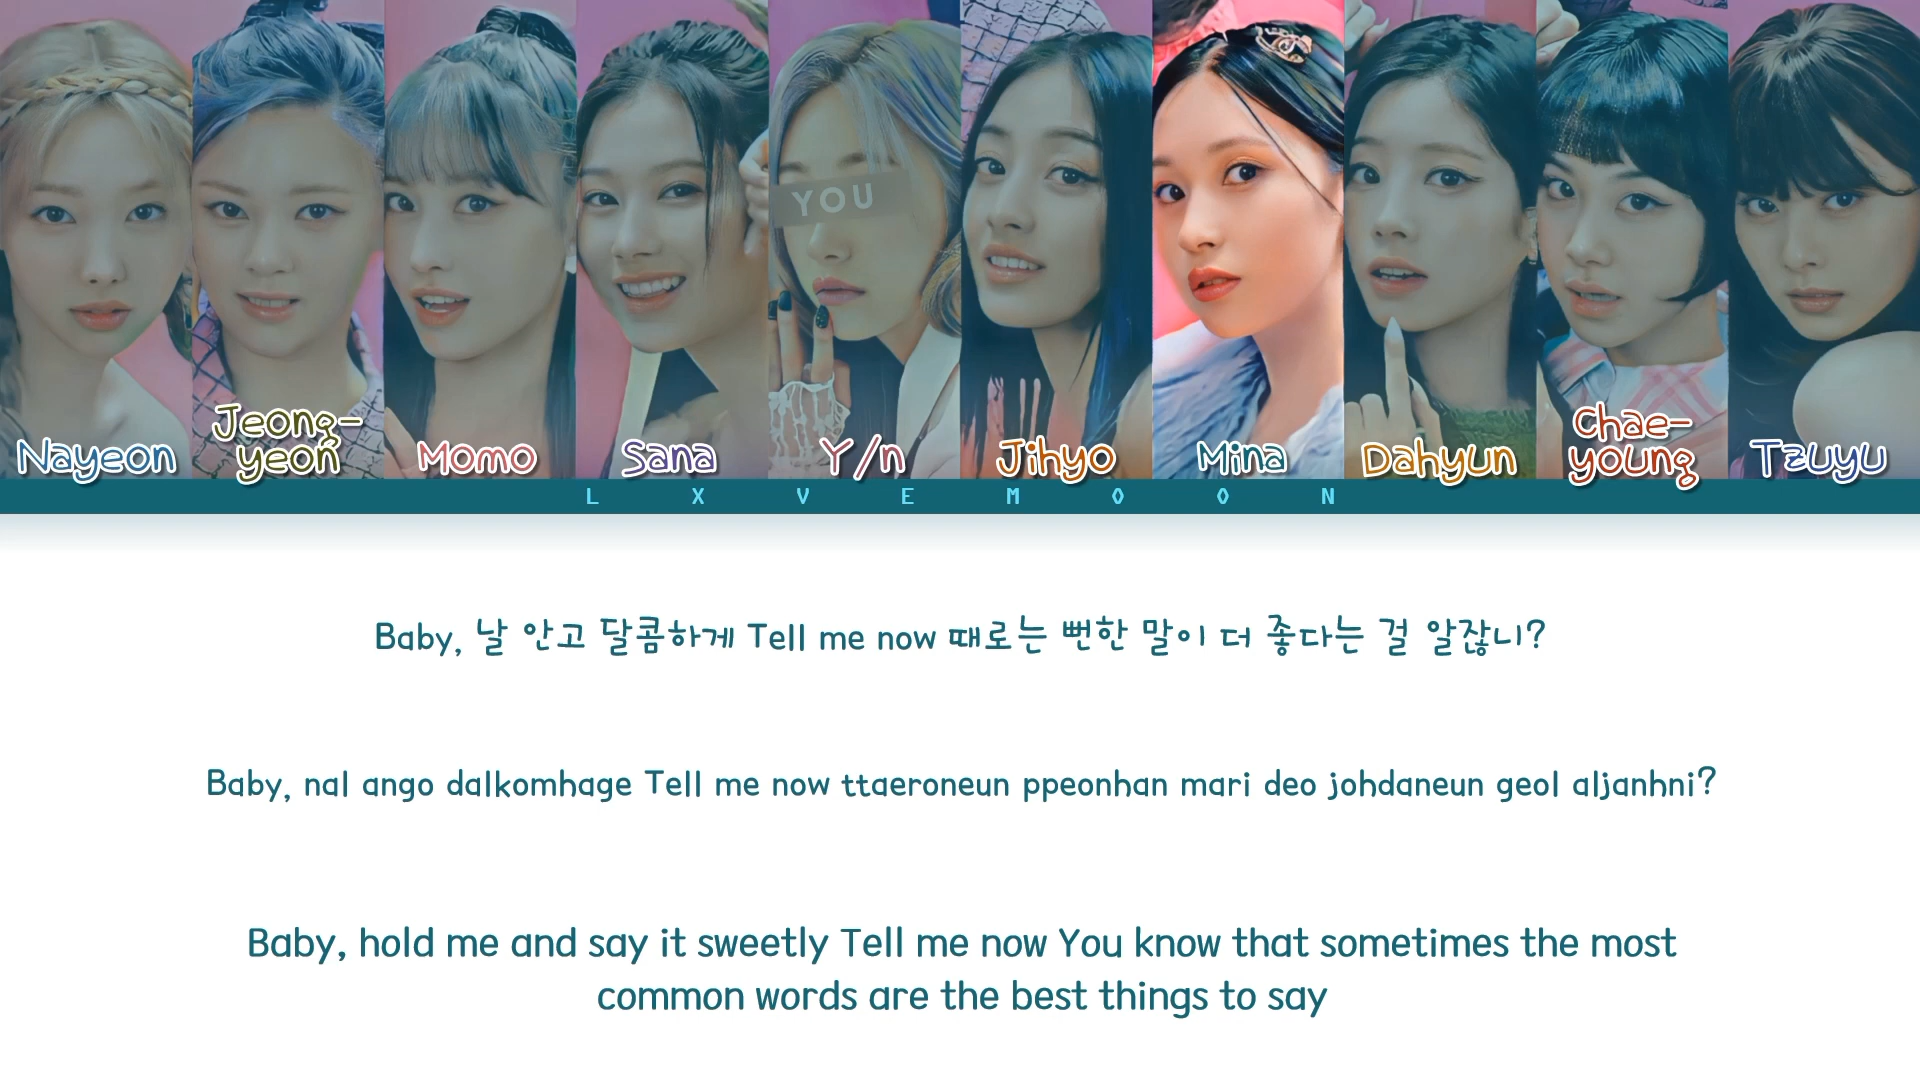 YOU
Nayeon
Jeong-
yeon
Momo
Sana
Y/n
Jihyo
Mina
Dahyun
Chae-
young
Tzuyu
L X V E M O O N
Baby, 날 안고 달콤하게 Tell me now 때로는 뻔한 말이 더 좋다는 걸 알잖니?
Baby, nal ango dalkomhage Tell me now ttaeroneun ppeonhan mari deo johdaneun geol aljanhni?
Baby, hold me and say it sweetly Tell me now You know that sometimes the most
common words are the best things to say